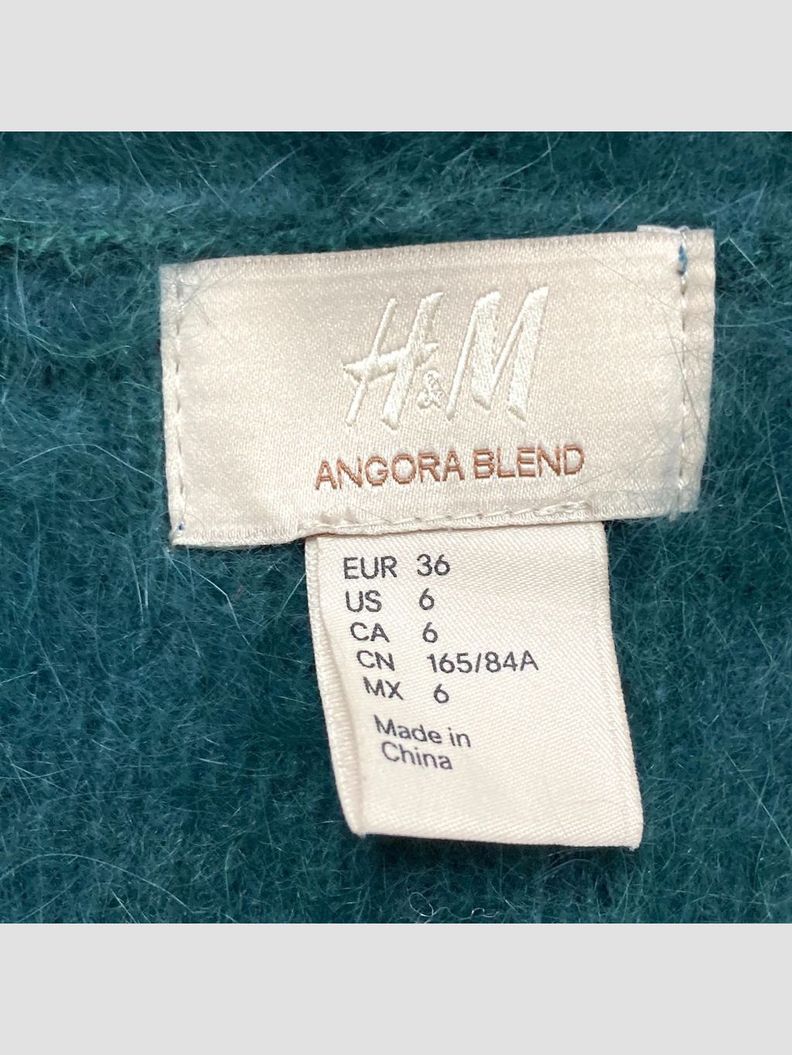 H&M
ANGORA BLEND
EUR 36
US 6
CA 6
CN 165/84A
MX 6
Made in
China